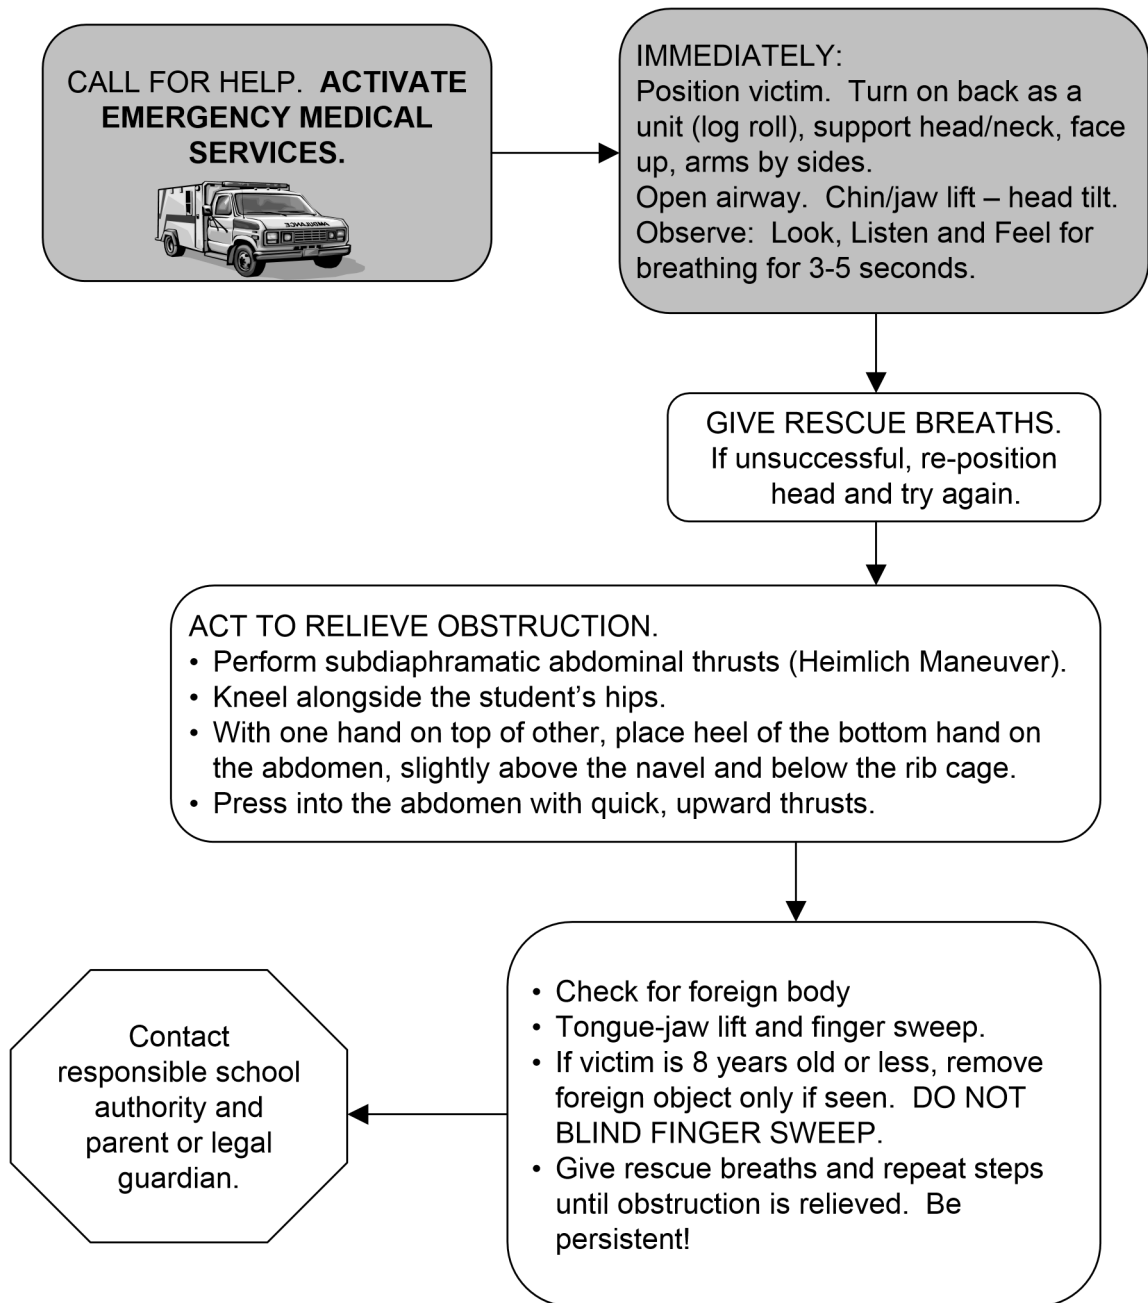 CALL FOR HELP.  ACTIVATE
EMERGENCY MEDICAL
SERVICES.
AMBULANCE
IMMEDIATELY:
Position victim.  Turn on back as a
unit (log roll), support head/neck, face
up, arms by sides.
Open airway.  Chin/jaw lift – head tilt.
Observe:  Look, Listen and Feel for
breathing for 3-5 seconds.
GIVE RESCUE BREATHS.
If unsuccessful, re-position
head and try again.
ACT TO RELIEVE OBSTRUCTION.
• Perform subdiaphramatic abdominal thrusts (Heimlich Maneuver).
• Kneel alongside the student’s hips.
• With one hand on top of other, place heel of the bottom hand on
the abdomen, slightly above the navel and below the rib cage.
• Press into the abdomen with quick, upward thrusts.
• Check for foreign body
• Tongue-jaw lift and finger sweep.
• If victim is 8 years old or less, remove
foreign object only if seen.  DO NOT
BLIND FINGER SWEEP.
• Give rescue breaths and repeat steps
until obstruction is relieved.  Be
persistent!
Contact
responsible school
authority and
parent or legal
guardian.